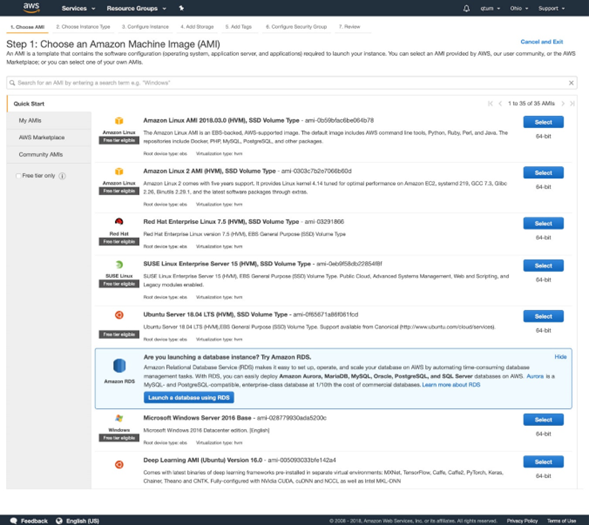 aws Services Resource Groups qtum Ohio Support
1. Choose AMI 2. Choose Instance Type 3. Configure Instance 4. Add Storage 5. Add Tags 6. Configure Security Group 7. Review
Step 1: Choose an Amazon Machine Image (AMI) Cancel and Exit
An AMI is a template that contains the software configuration (operating system, application server, and applications) required to launch your instance. You can select an AMI provided by AWS, our user community, or the AWS
Marketplace; or you can select one of your own AMIs.
Search for an AMI by entering a search term e.g. "Windows"
Quick Start 1 to 35 of 35 AMIs
My AMIs
AWS Marketplace
Community AMIs
Free tier only
Amazon Linux
Free tier eligible
Amazon Linux AMI 2018.03.0 (HVM), SSD Volume Type - ami-0b59bfac6be064b78
The Amazon Linux AMI is an EBS-backed, AWS-supported image. The default image includes AWS command line tools, Python, Ruby, Perl, and Java. The
repositories include Docker, PHP, MySQL, PostgreSQL, and other packages.
Root device type: ebs Virtualization type: hvm
Select
64-bit
Amazon Linux
Free tier eligible
Amazon Linux 2 AMI (HVM), SSD Volume Type - ami-0303c7b2e7066b60d
Amazon Linux 2 comes with five years support. It provides Linux kernel 4.14 tuned for optimal performance on Amazon EC2, systemd 219, GCC 7.3, Glibc
2.26, Binutils 2.29.1, and the latest software packages through extras.
Root device type: ebs Virtualization type: hvm
Select
64-bit
Red Hat
Free tier eligible
Red Hat Enterprise Linux 7.5 (HVM), SSD Volume Type - ami-03291866
Red Hat Enterprise Linux version 7.5 (HVM), EBS General Purpose (SSD) Volume Type
Root device type: ebs Virtualization type: hvm
Select
64-bit
SUSE Linux
Free tier eligible
SUSE Linux Enterprise Server 15 (HVM), SSD Volume Type
SUSE Linux Enterprise Server 15 (HVM), EBS General Purpose (SSD) Volume Type. Public Cloud, Advanced Systems Management, Web and Scripting, and
Legacy modules enabled.
Root device type: ebs Virtualization type: hvm
Select
64-bit
Free tier eligible
Ubuntu Server 18.04 LTS (HVM), SSD Volume Type - ami-0f65671a86f061fcd
Ubuntu Server 18.04 LTS (HVM),EBS General Purpose (SSD) Volume Type. Support available from Canonical (http://www.ubuntu.com/cloud/services).
Root device type: ebs Virtualization type: hvm
Select
64-bit
Amazon RDS
Are you launching a database instance? Try Amazon RDS. Hide
Amazon Relational Database Service (RDS) makes it easy to set up, operate, and scale your database on AWS by automating time-consuming database
management tasks. With RDS, you can easily deploy Amazon Aurora, MariaDB, MySQL, Oracle, PostgreSQL, and SQL Server databases on AWS. Aurora is a
MySQL- and PostgreSQL-compatible, enterprise-class database at 1/10th the cost of commercial databases. Learn more about RDS
Launch a database using RDS
Windows
Free tier eligible
Microsoft Windows Server 2016 Base - ami-028779930ada5200c
Microsoft Windows 2016 Datacenter edition. [English]
Root device type: ebs Virtualization type: hvm
Select
64-bit
Deep Learning AMI (Ubuntu) Version 16.0 - ami-005093033bfe142a4
Comes with latest binaries of deep learning frameworks pre-installed in separate virtual environments: MXNet, TensorFlow, Caffe, Caffe2, PyTorch, Keras,
Chainer, Theano and CNTK. Fully-configured with NVidia CUDA, cuDNN and NCCL as well as Intel MKL-DNN
Select
64-bit
Feedback English (US) © 2008 - 2018, Amazon Web Services, Inc. or its affiliates. All rights reserved. Privacy Policy Terms of Use